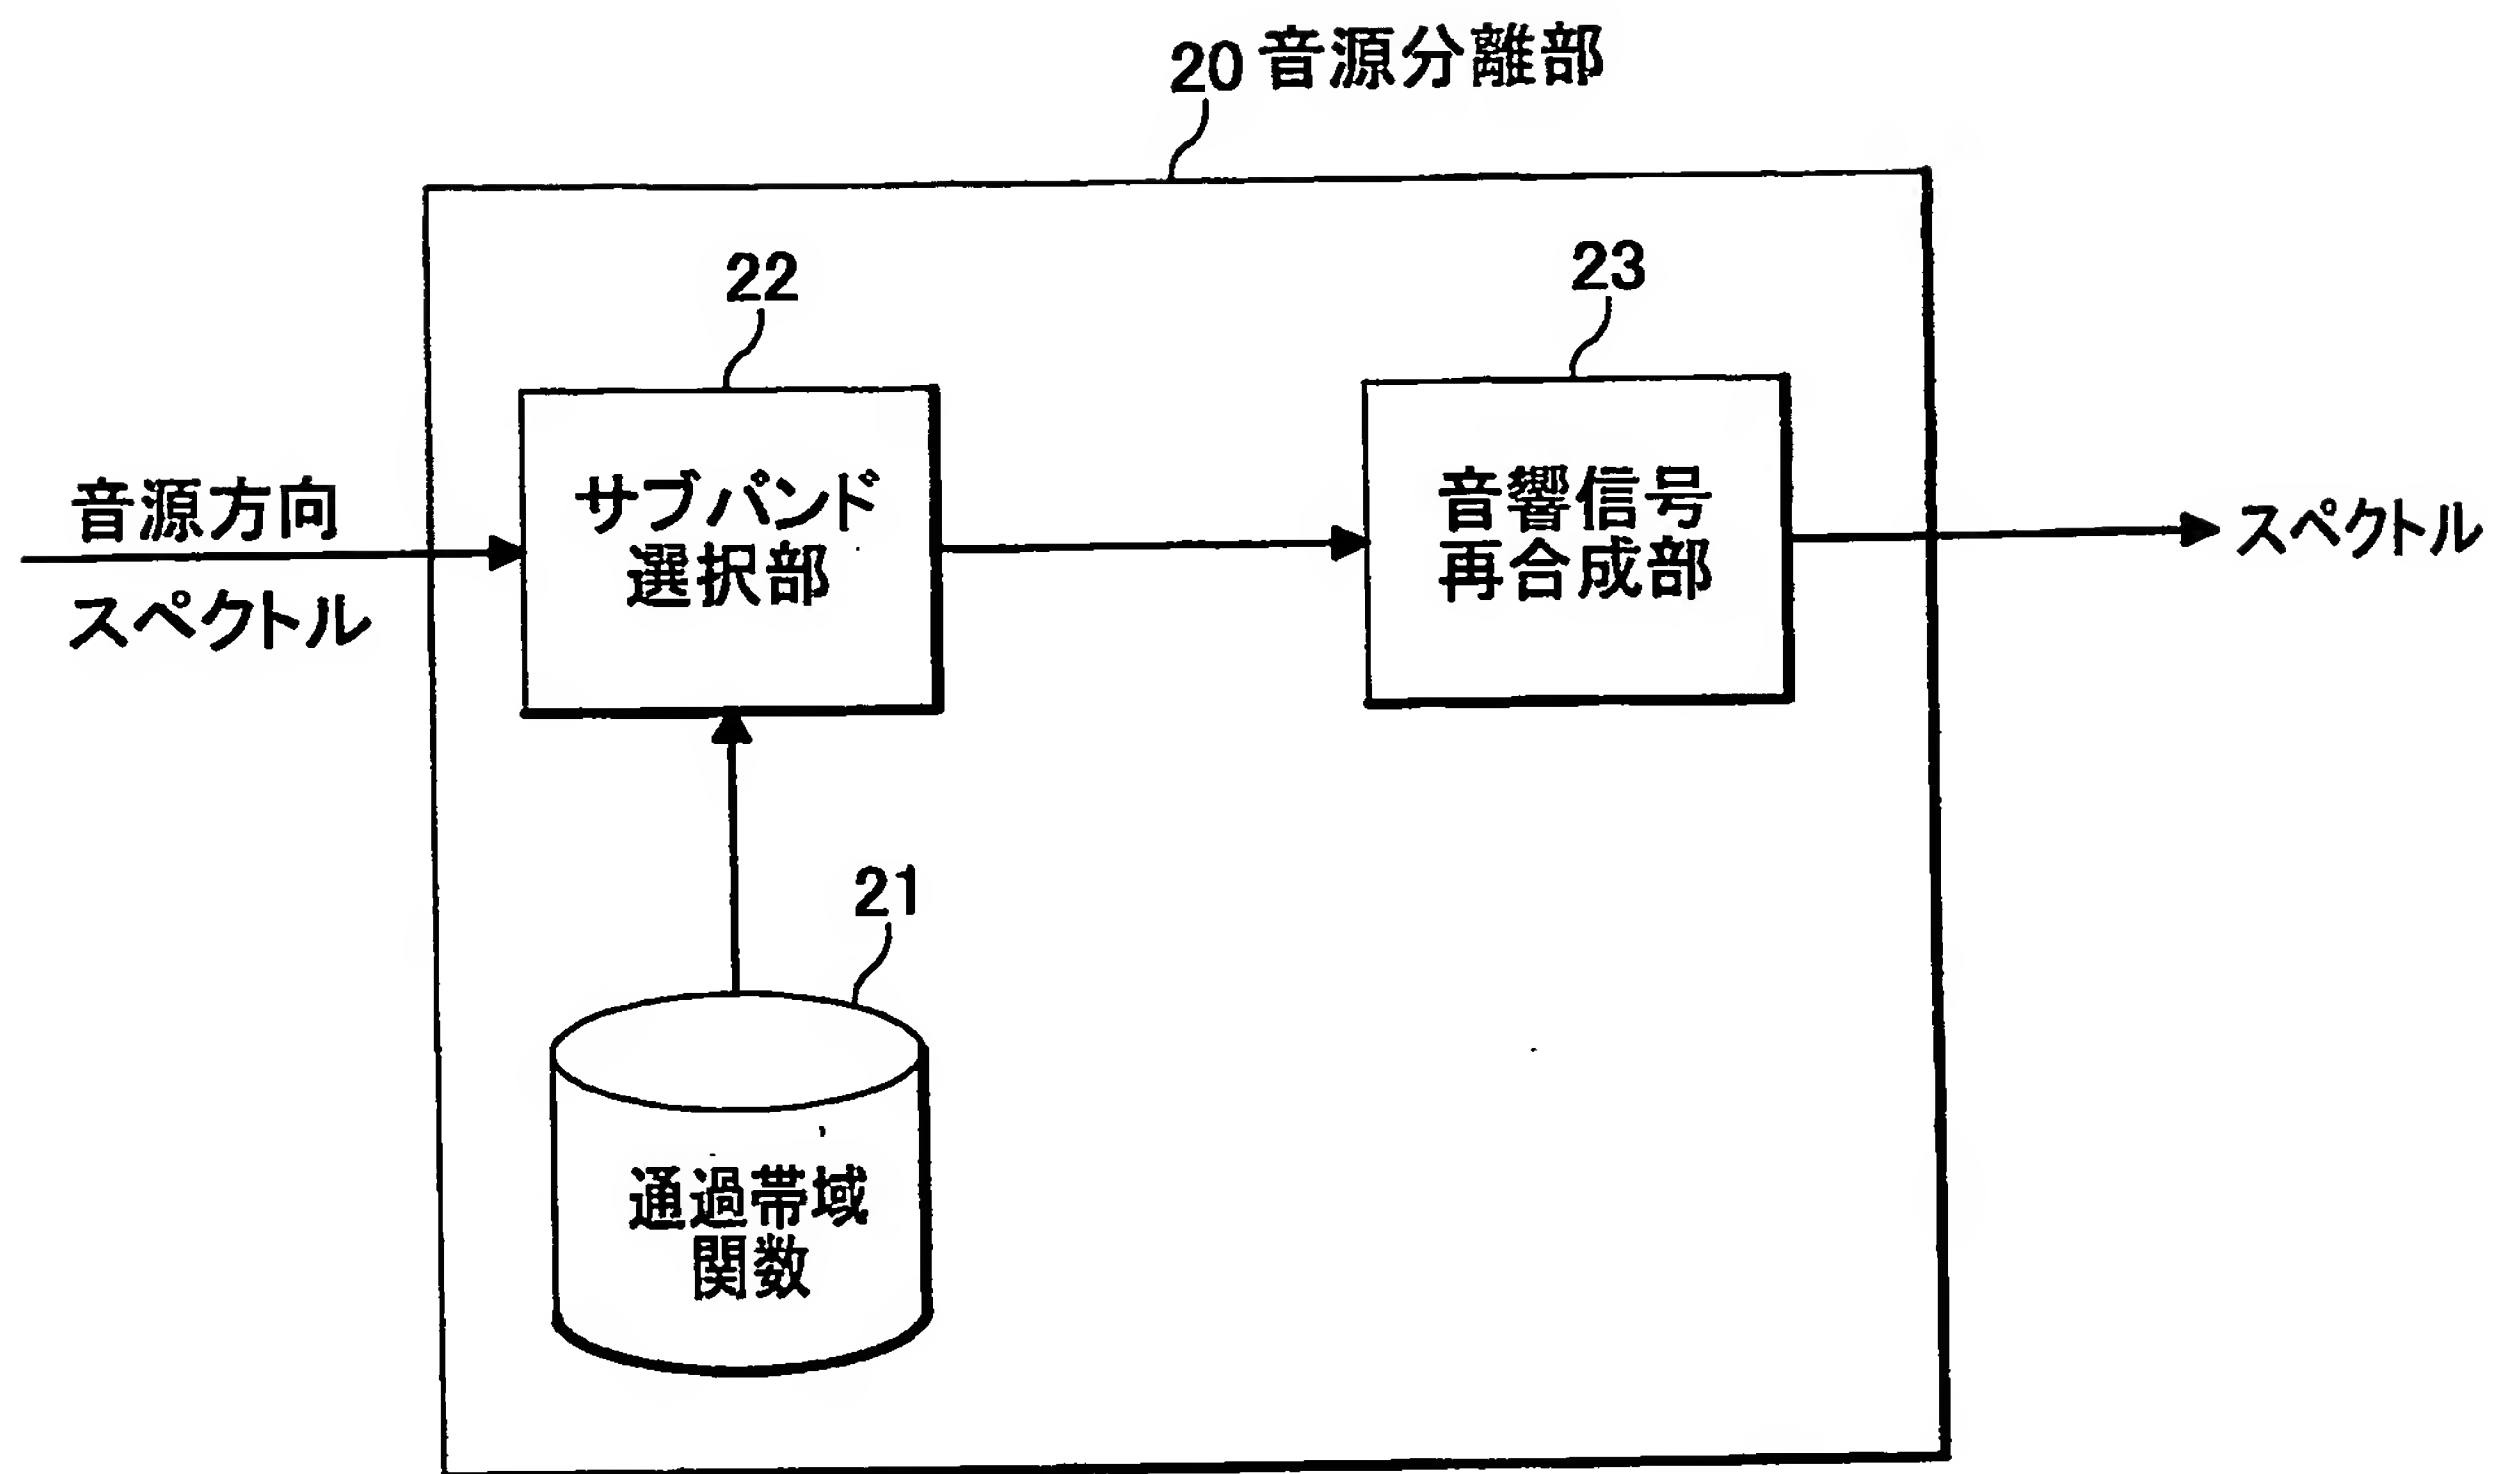 20 音源分離部
22
23
音源方向
スペクトル
サブバンド
選択部
音響信号
再合成部
スペクトル
21
通過帯域
関数